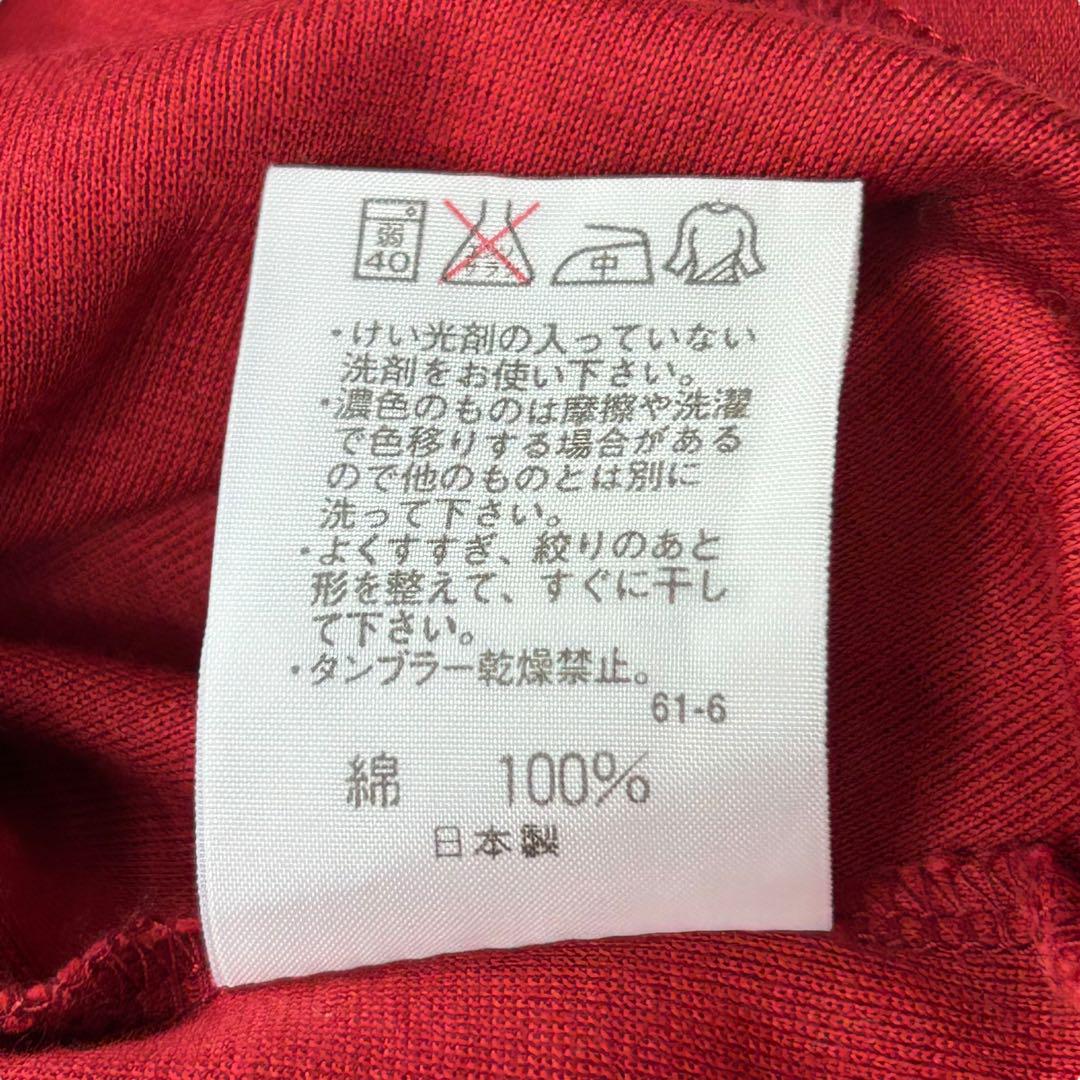 弱
40
エンソ
サラシ
中
・けい光剤の入っていない
洗剤をお使い下さい。
・濃色のものは摩擦や洗濯
で色移りする場合がある
ので他のものとは別に
洗って下さい。
・よくすすぎ、絞りのあと
形を整えて、すぐに干し
て下さい。
・タンブラー乾燥禁止。
61-6
綿 100%
日本製